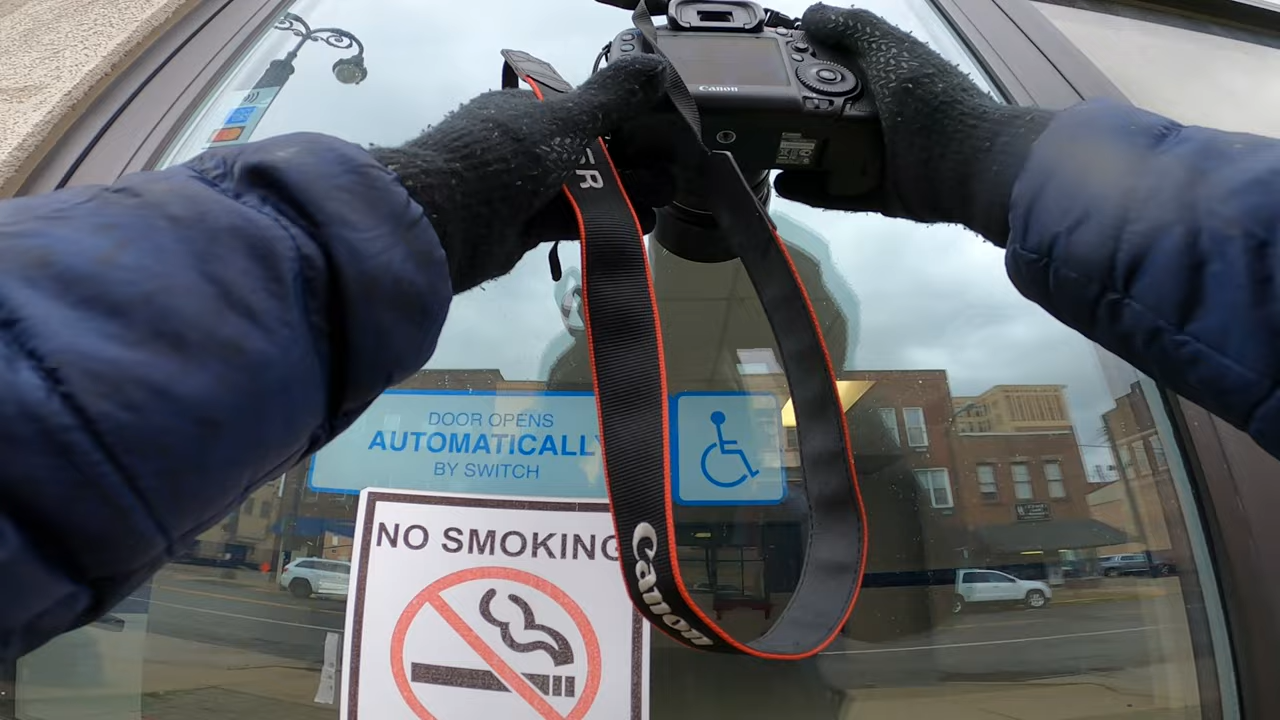 Canon
DOOR OPENS
AUTOMATICALLY
BY SWITCH
NO SMOKING
Canon